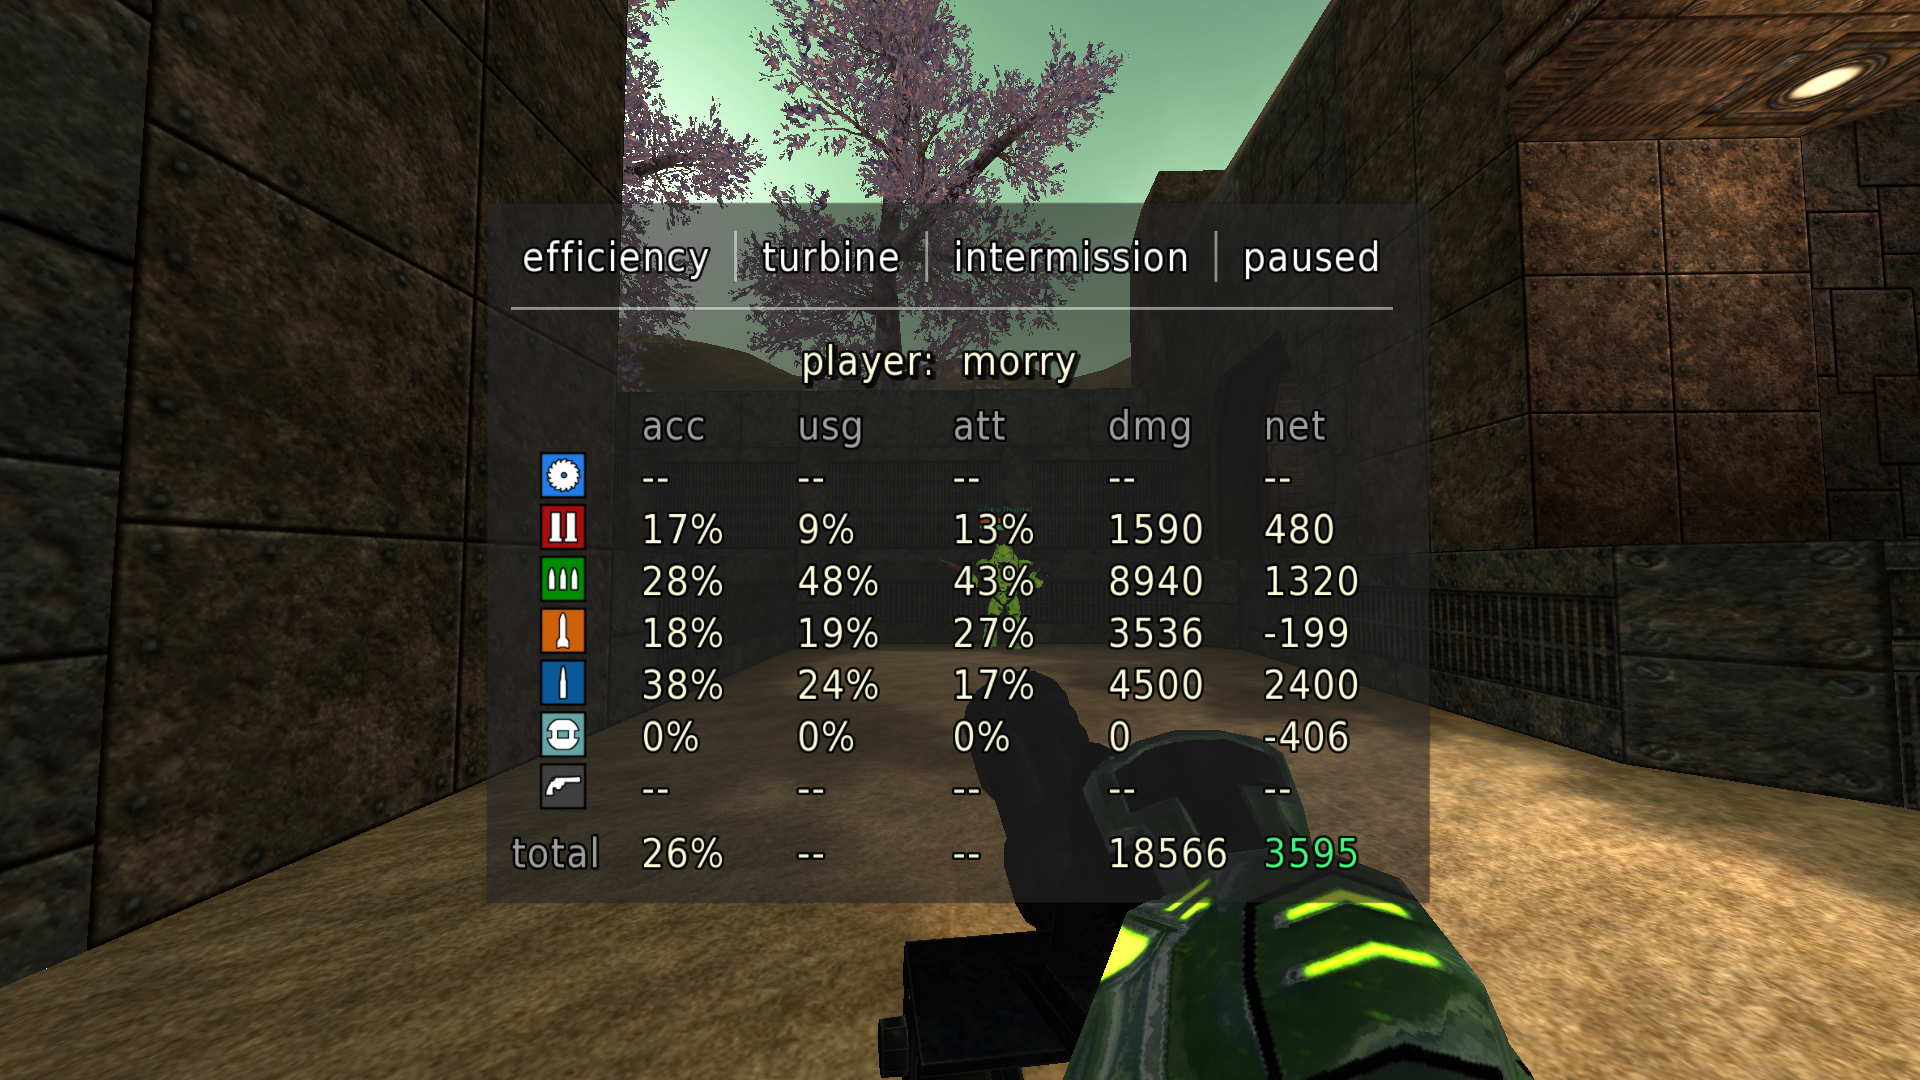 efficiency | turbine | intermission | paused
player: morry
acc usg att dmg net
-- -- -- -- --
17% 9% 13% 1590 480
28% 48% 43% 8940 1320
18% 19% 27% 3536 -199
38% 24% 17% 4500 2400
0% 0% 0% 0 -406
-- -- -- -- --
total 26% -- -- 18566 3595